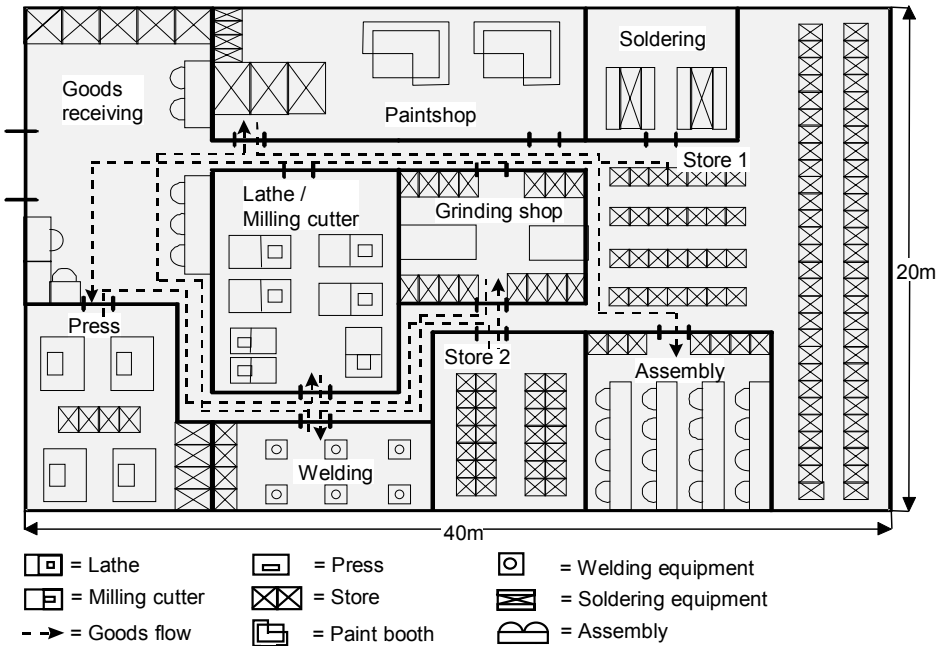 Goods
receiving
Paintshop
Soldering
Store 1
Lathe /
Milling cutter
Grinding shop
20m
Press
Store 2
Assembly
Welding
40m
= Lathe
= Press
= Welding equipment
= Milling cutter
= Store
= Soldering equipment
= Goods flow
= Paint booth
= Assembly